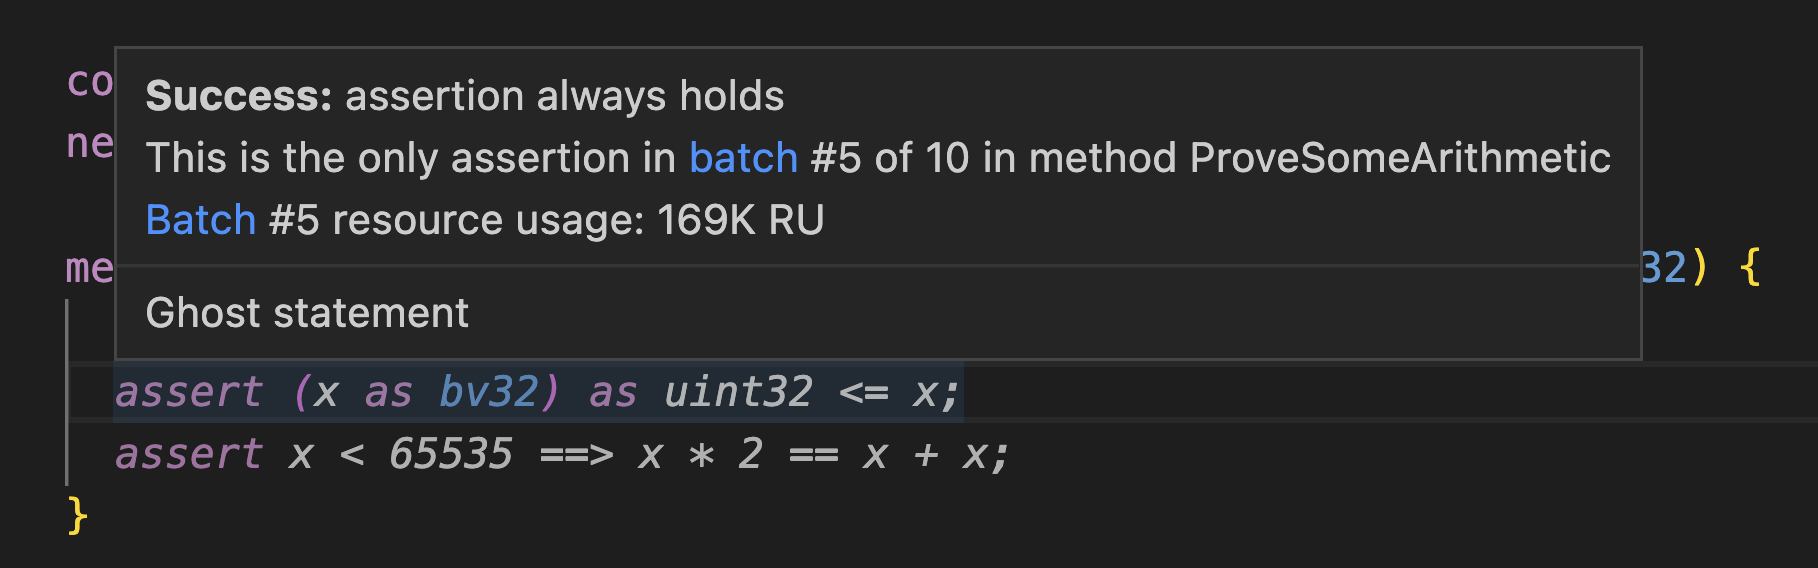 co
Success: assertion always holds
ne
This is the only assertion in batch #5 of 10 in method ProveSomeArithmetic
Batch #5 resource usage: 169K RU
me
32) {
Ghost statement
assert (x as bv32) as uint32 <= x;
assert x < 65535 ==> x * 2 == x + x;
}